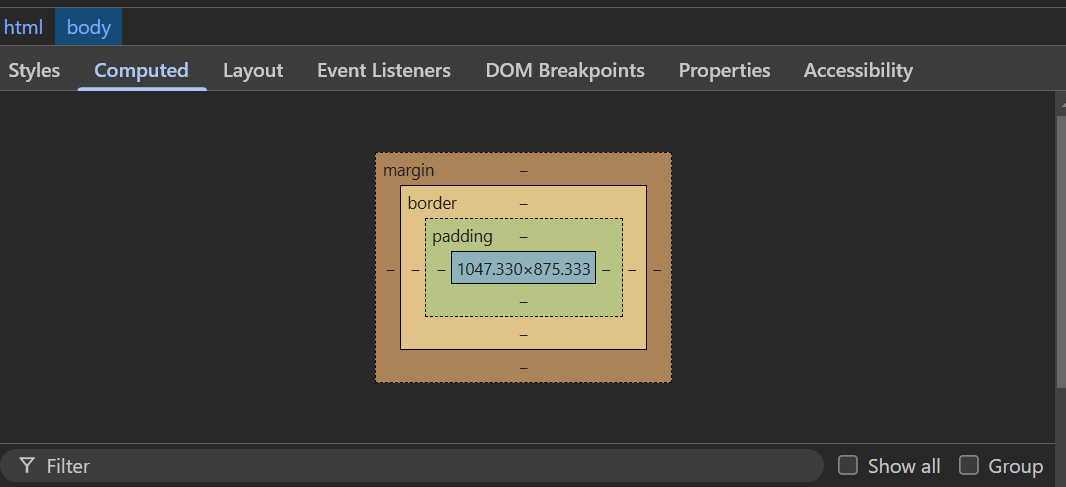 html body
Styles Computed Layout Event Listeners DOM Breakpoints Properties Accessibility
margin –
border –
padding –
– – – 1047.330×875.333 – – –
–
–
–
Filter Show all Group